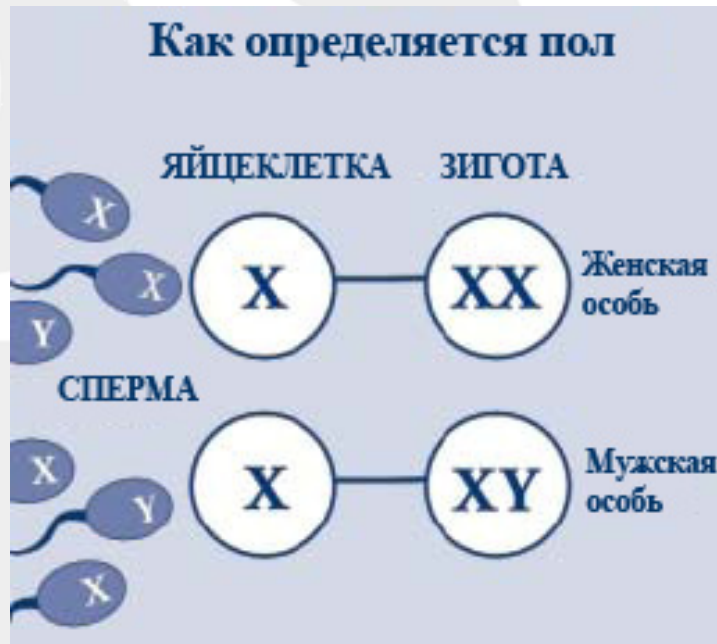 Как определяется пол
ЯЙЦЕКЛЕТКА ЗИГОТА
X
X
Y
X
XX
Женская
особь
СПЕРМА
X
Y
X
X
XY
Мужская
особь